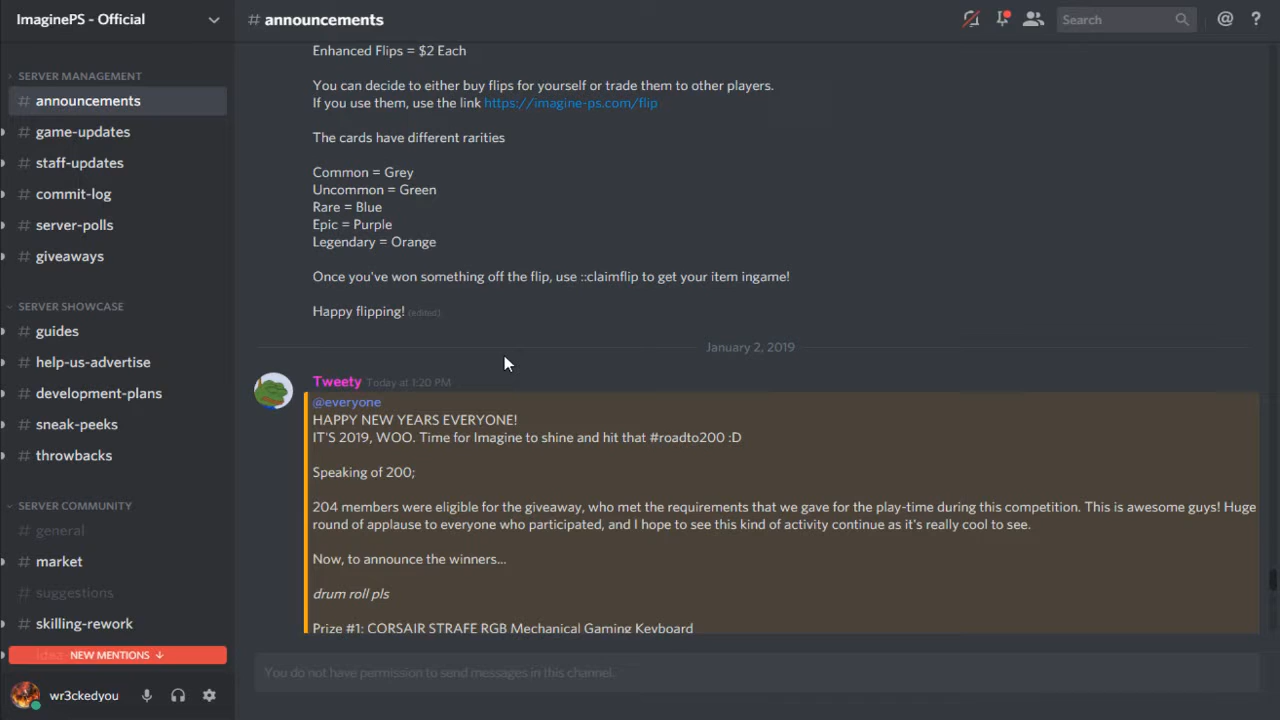 ImaginePS - Official
# announcements
Search
@
?
SERVER MANAGEMENT
# announcements
# game-updates
# staff-updates
# commit-log
# server-polls
# giveaways
SERVER SHOWCASE
# guides
# help-us-advertise
# development-plans
# sneak-peeks
# throwbacks
SERVER COMMUNITY
# general
# market
# suggestions
# skilling-rework
NEW MENTIONS ↓
wr3ckedyou
Enhanced Flips = $2 Each
You can decide to either buy flips for yourself or trade them to other players.
If you use them, use the link https://imagine-ps.com/flip
The cards have different rarities
Common = Grey
Uncommon = Green
Rare = Blue
Epic = Purple
Legendary = Orange
Once you've won something off the flip, use ::claimflip to get your item ingame!
Happy flipping! (edited)
January 2, 2019
Tweety Today at 1:20 PM
@everyone
HAPPY NEW YEARS EVERYONE!
IT'S 2019, WOO. Time for Imagine to shine and hit that #roadto200 :D
Speaking of 200;
204 members were eligible for the giveaway, who met the requirements that we gave for the play-time during this competition. This is awesome guys! Huge
round of applause to everyone who participated, and I hope to see this kind of activity continue as it's really cool to see.
Now, to announce the winners...
drum roll pls
Prize #1: CORSAIR STRAFE RGB Mechanical Gaming Keyboard
You do not have permission to send messages in this channel.